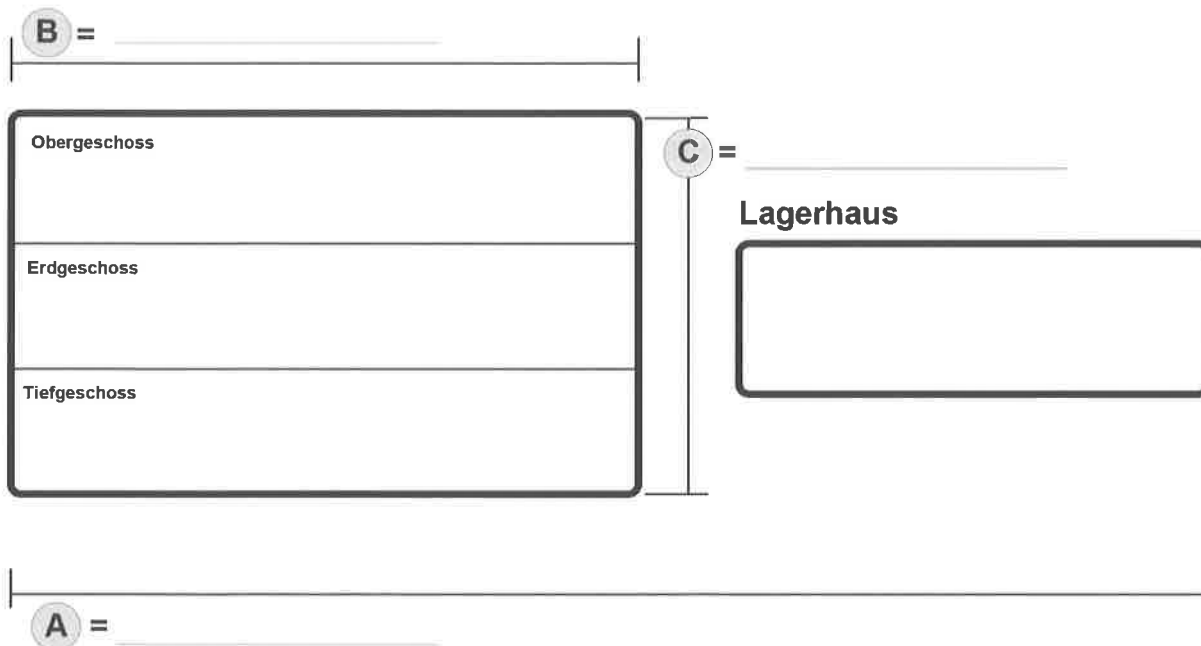 B =
Obergeschoss
C =
Lagerhaus
Erdgeschoss
Tiefgeschoss
A =